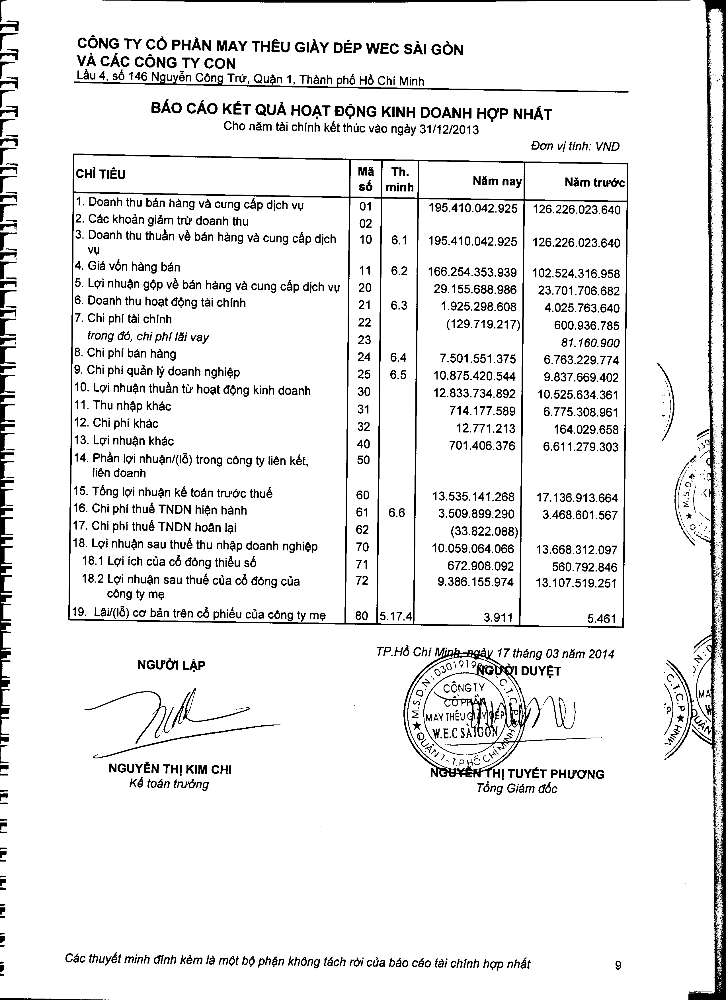 CÔNG TY CỔ PHẦN MAY THÊU GIÀY DÉP WEC SÀI GÒN
VÀ CÁC CÔNG TY CON
Lầu 4, số 146 Nguyễn Công Trứ, Quận 1, Thành phố Hồ Chí Minh
BÁO CÁO KẾT QUẢ HOẠT ĐỘNG KINH DOANH HỢP NHẤT
Cho năm tài chính kết thúc vào ngày 31/12/2013
Đơn vị tính: VND
CHỈ TIÊU Mã số Th. minh Năm nay Năm trước
1. Doanh thu bán hàng và cung cấp dịch vụ 01 195.410.042.925 126.226.023.640
2. Các khoản giảm trừ doanh thu 02
3. Doanh thu thuần về bán hàng và cung cấp dịch 10 6.1 195.410.042.925 126.226.023.640
vụ
4. Giá vốn hàng bán 11 6.2 166.254.353.939 102.524.316.958
5. Lợi nhuận gộp về bán hàng và cung cấp dịch vụ 20 29.155.688.986 23.701.706.682
6. Doanh thu hoạt động tài chính 21 6.3 1.925.298.608 4.025.763.640
7. Chi phí tài chính 22 (129.719.217) 600.936.785
trong đó, chi phí lãi vay 23 81.160.900
8. Chi phí bán hàng 24 6.4 7.501.551.375 6.763.229.774
9. Chi phí quản lý doanh nghiệp 25 6.5 10.875.420.544 9.837.669.402
10. Lợi nhuận thuần từ hoạt động kinh doanh 30 12.833.734.892 10.525.634.361
11. Thu nhập khác 31 714.177.589 6.775.308.961
12. Chi phí khác 32 12.771.213 164.029.658
13. Lợi nhuận khác 40 701.406.376 6.611.279.303
14. Phần lợi nhuận/(lỗ) trong công ty liên kết, 50
liên doanh
15. Tổng lợi nhuận kế toán trước thuế 60 13.535.141.268 17.136.913.664
16. Chi phí thuế TNDN hiện hành 61 6.6 3.509.899.290 3.468.601.567
17. Chi phí thuế TNDN hoãn lại 62 (33.822.088)
18. Lợi nhuận sau thuế thu nhập doanh nghiệp 70 10.059.064.066 13.668.312.097
18.1 Lợi ích của cổ đông thiểu số 71 672.908.092 560.792.846
18.2 Lợi nhuận sau thuế của cổ đông của 72 9.386.155.974 13.107.519.251
công ty mẹ
19. Lãi/(lỗ) cơ bản trên cổ phiếu của công ty mẹ 80 5.17.4 3.911 5.461
TP.Hồ Chí Minh, ngày 17 tháng 03 năm 2014
NGƯỜI LẬP NGƯỜI DUYỆT
CÔNG TY
CỔ PHẦN
MAY THÊU GIÀY DÉP
W.E.C SÀIGÒN
QUẬN 1 - T.P HỒ CHÍ MINH
NGUYỄN THỊ KIM CHI NGUYỄN THỊ TUYẾT PHƯƠNG
Kế toán trưởng Tổng Giám đốc
Các thuyết minh đính kèm là một bộ phận không tách rời của báo cáo tài chính hợp nhất 9